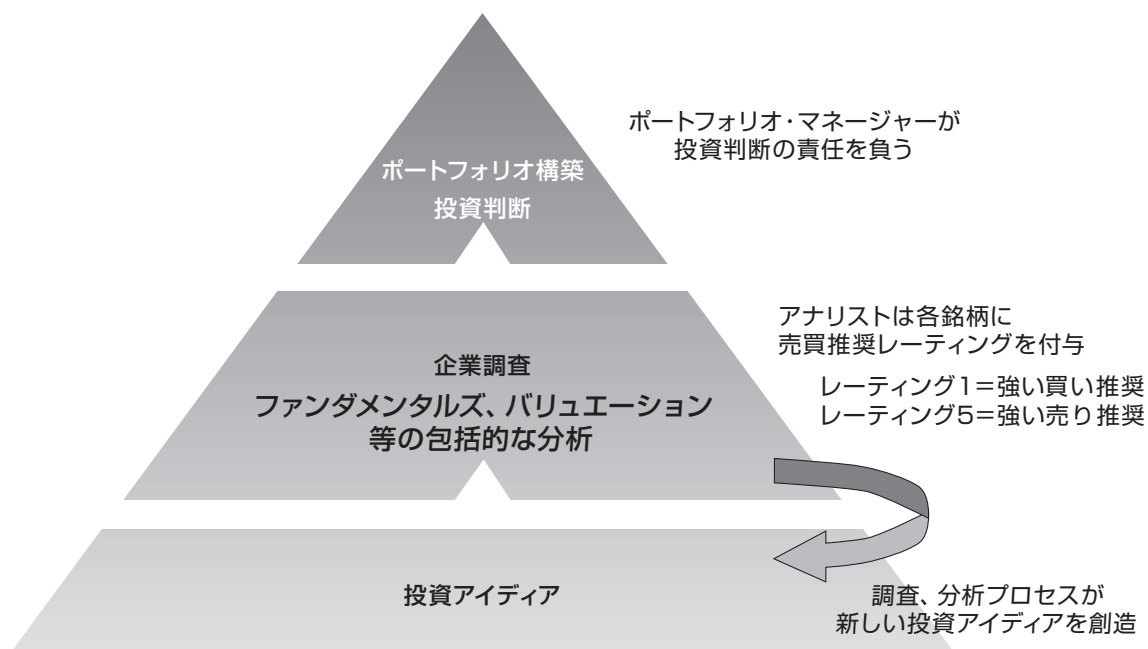 ポートフォリオ構築
投資判断
ポートフォリオ・マネージャーが
投資判断の責任を負う
企業調査
ファンダメンタルズ、バリュエーション
等の包括的な分析
アナリストは各銘柄に
売買推奨レーティングを付与
レーティング1=強い買い推奨
レーティング5=強い売り推奨
投資アイディア
調査、分析プロセスが
新しい投資アイディアを創造